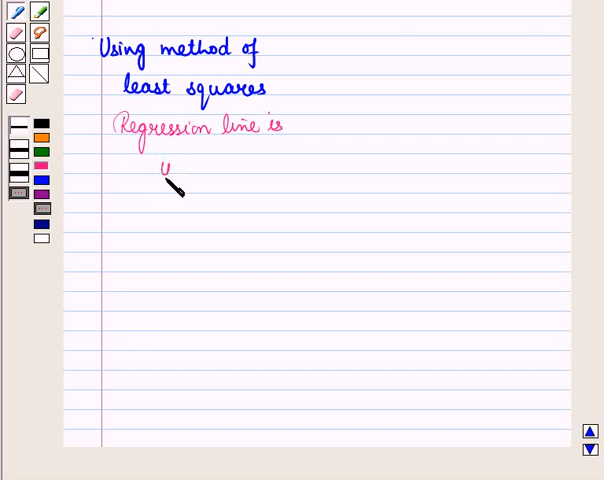 Using method of
least squares
Regression line is
u